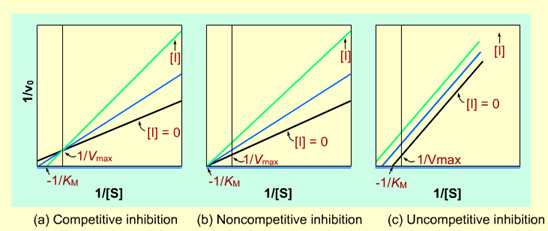 1/v₀
[I]
[I] = 0
1/Vmax
-1/KM
1/[S]
(a) Competitive inhibition
[I]
[I] = 0
1/Vmax
-1/KM
1/[S]
(b) Noncompetitive inhibition
[I]
[I] = 0
1/Vmax
-1/KM
1/[S]
(c) Uncompetitive inhibition